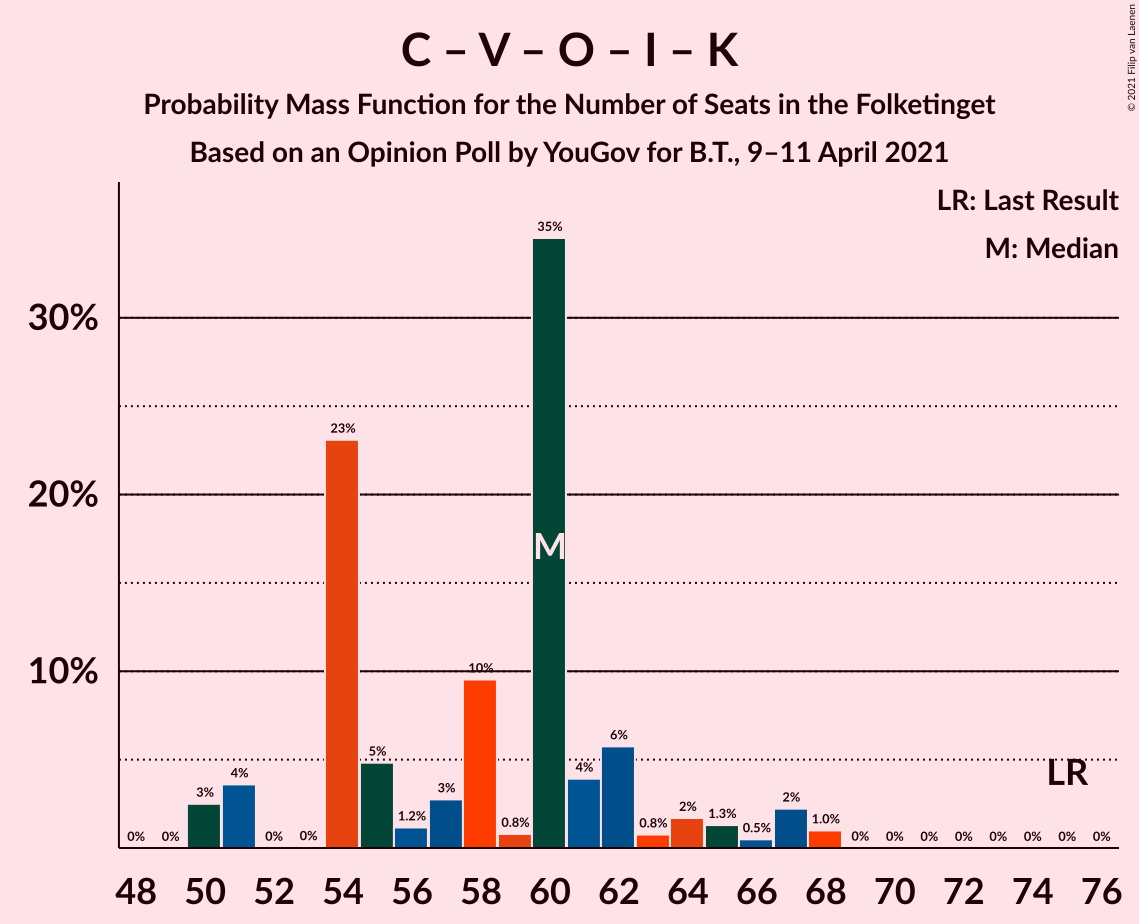 C – V – O – I – K
Probability Mass Function for the Number of Seats in the Folketinget
Based on an Opinion Poll by YouGov for B.T., 9–11 April 2021
© 2021 Filip van Laenen
LR: Last Result
M: Median
30%
20%
10%
0% 0% 3% 4% 0% 0% 23% 5% 1.2% 3% 10% 0.8% 35% 4% 6% 0.8% 2% 1.3% 0.5% 2% 1.0% 0% 0% 0% 0% 0% 0% 0% 0%
M
LR
48 50 52 54 56 58 60 62 64 66 68 70 72 74 76